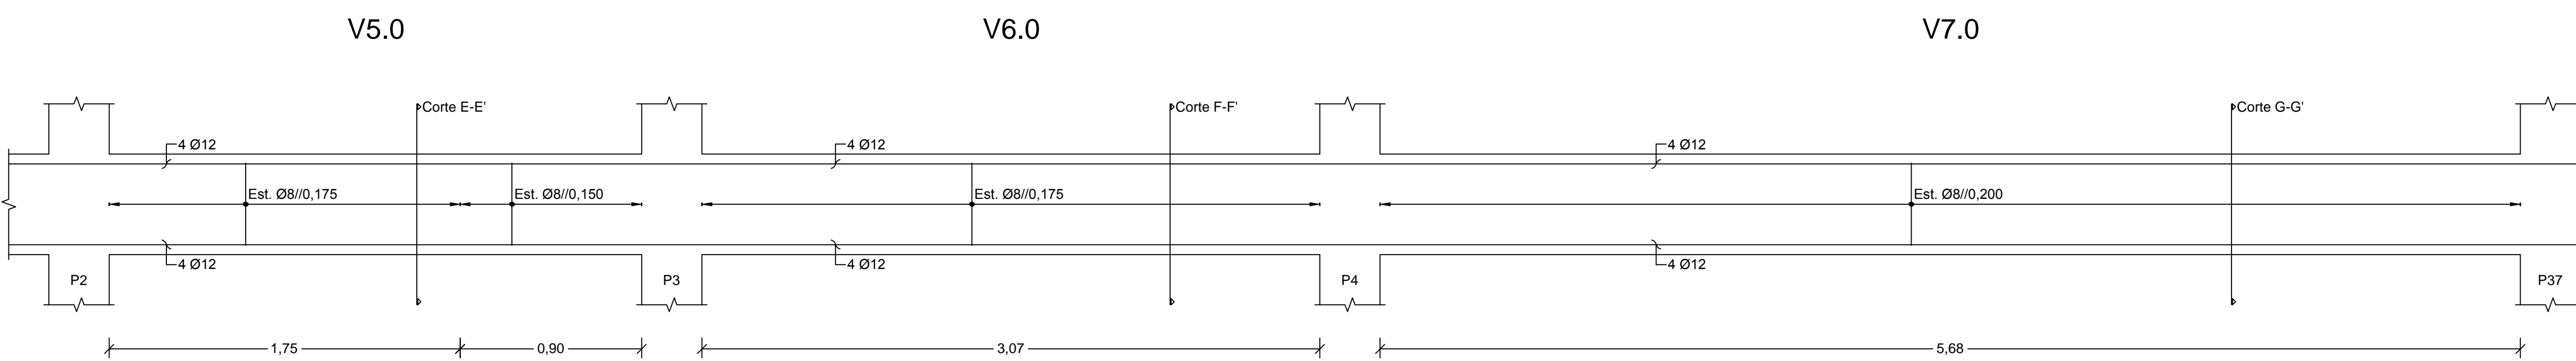 V5.0 V6.0 V7.0
Corte E-E' Corte F-F' Corte G-G'
4 Ø12 4 Ø12 4 Ø12
Est. Ø8//0,175 Est. Ø8//0,150 Est. Ø8//0,175 Est. Ø8//0,200
4 Ø12 4 Ø12 4 Ø12
P2 P3 P4 P37
1,75 0,90 3,07 5,68